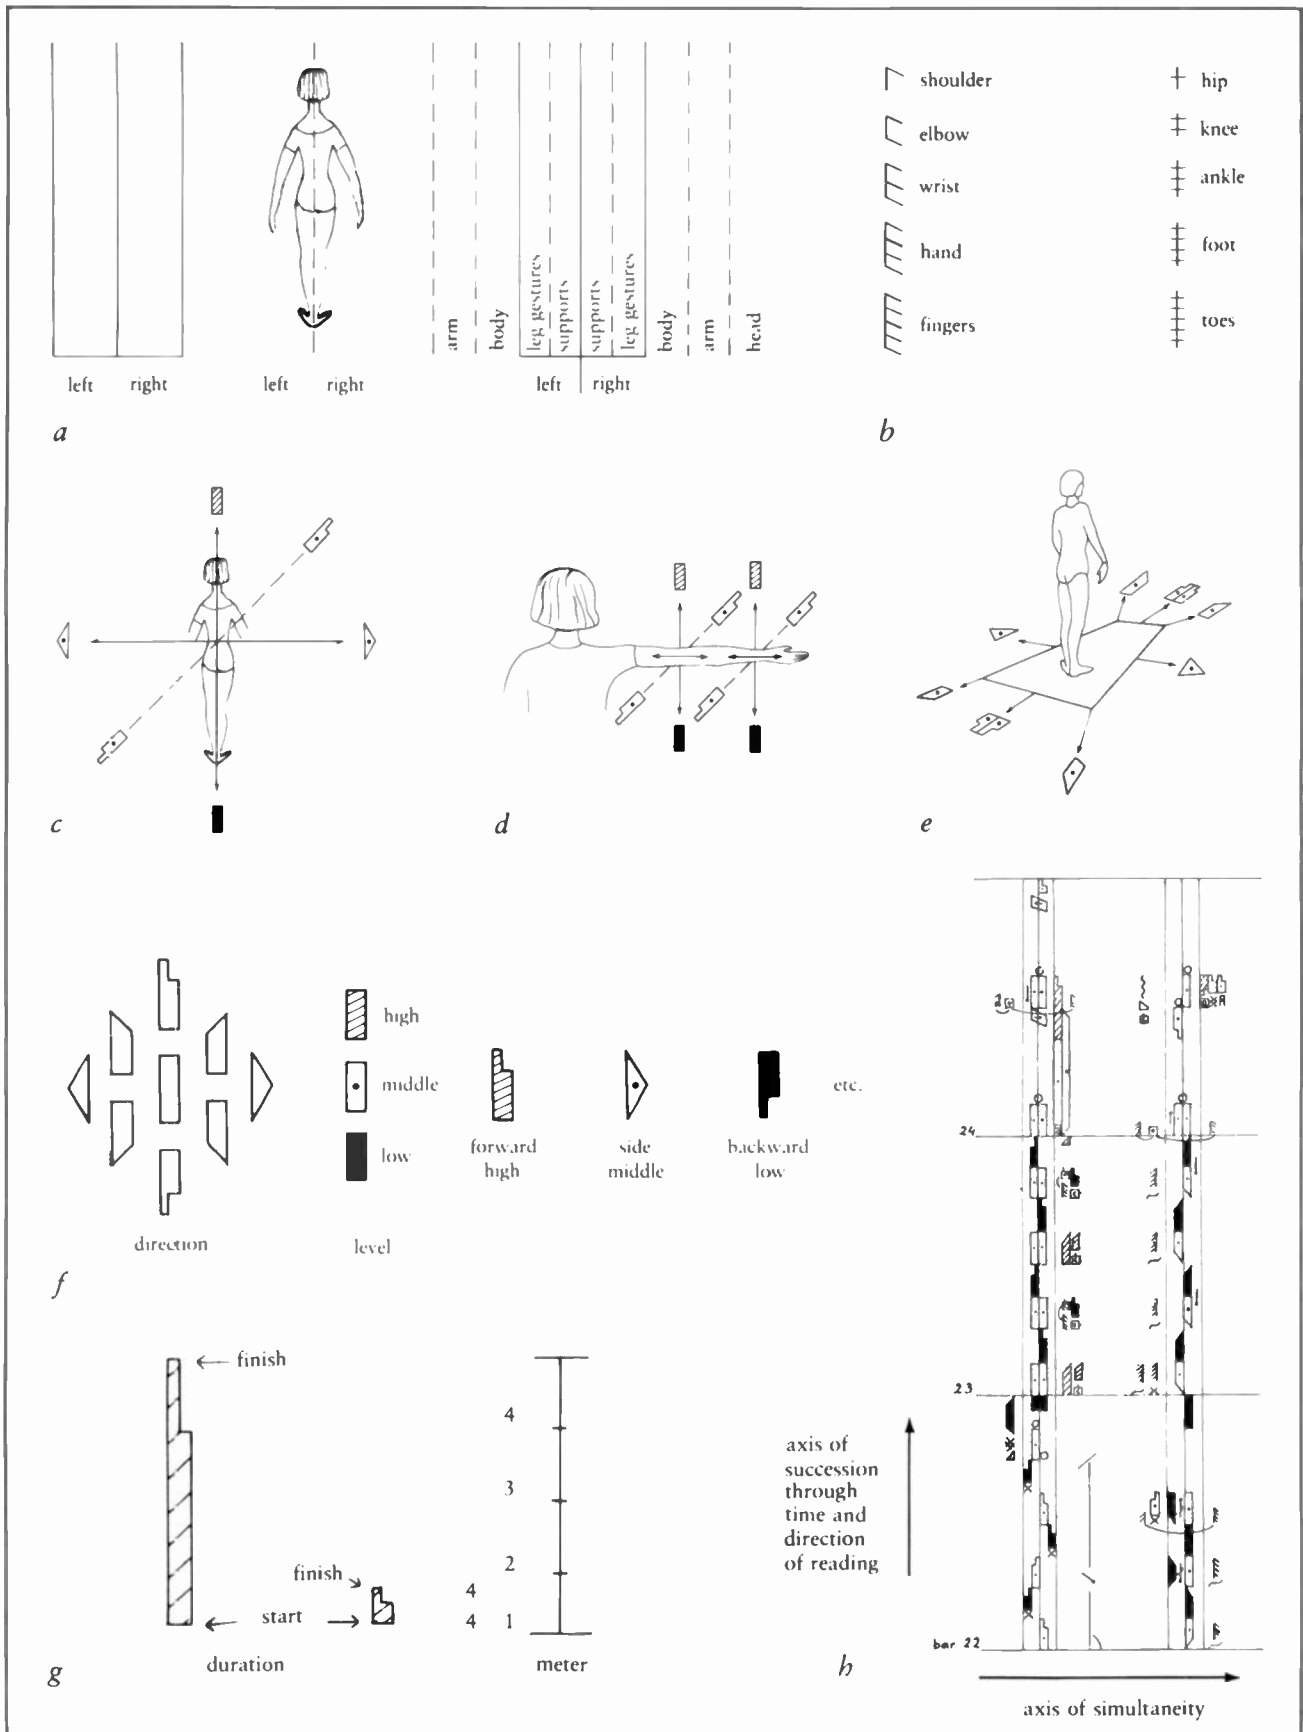 shoulder
elbow
wrist
hand
fingers
hip
knee
ankle
foot
toes
arm
body
leg gestures
supports
supports
leg gestures
body
arm
head
left right
left right
left right
a
b
c
d
e
direction
high
middle
low
level
forward
high
side
middle
backward
low
etc.
f
finish
finish
start
duration
4
3
2
4
4 1
meter
g
24
23
bar 22
axis of
succession
through
time and
direction
of reading
axis of simultaneity
h